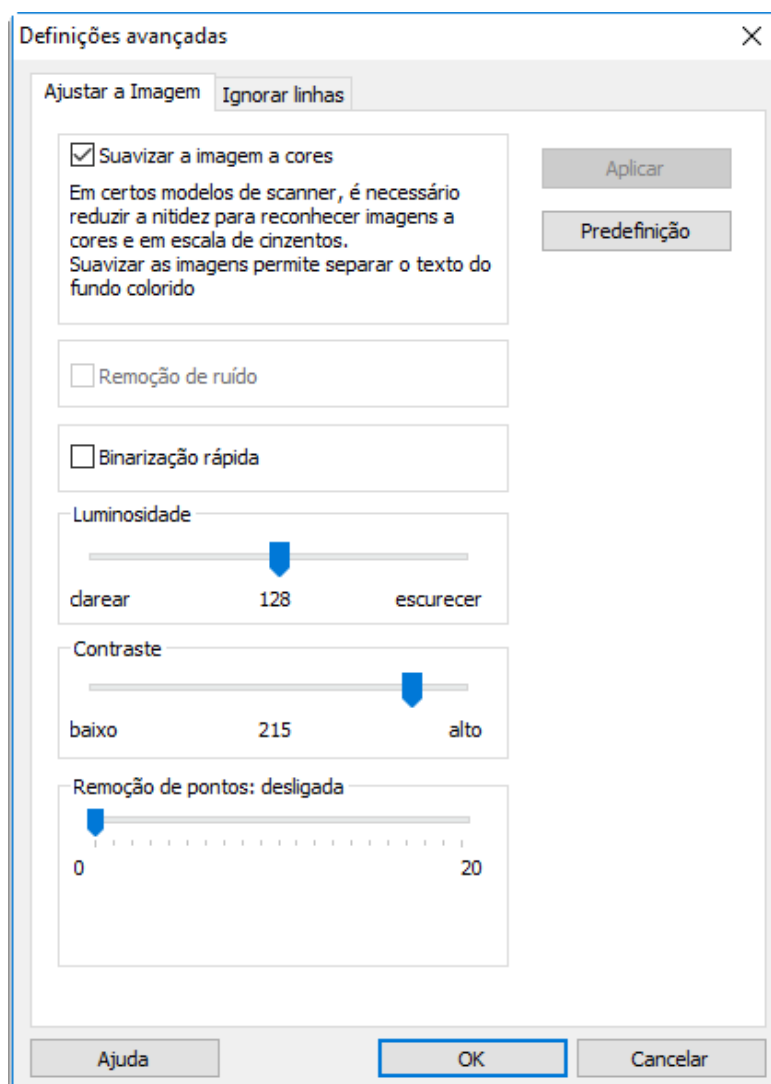 Definições avançadas
Ajustar a Imagem Ignorar linhas
Suavizar a imagem a cores
Em certos modelos de scanner, é necessário
reduzir a nitidez para reconhecer imagens a
cores e em escala de cinzentos.
Suavizar as imagens permite separar o texto do
fundo colorido
Aplicar
Predefinição
Remoção de ruído
Binarização rápida
Luminosidade
clarear 128 escurecer
Contraste
baixo 215 alto
Remoção de pontos: desligada
0 20
Ajuda OK Cancelar